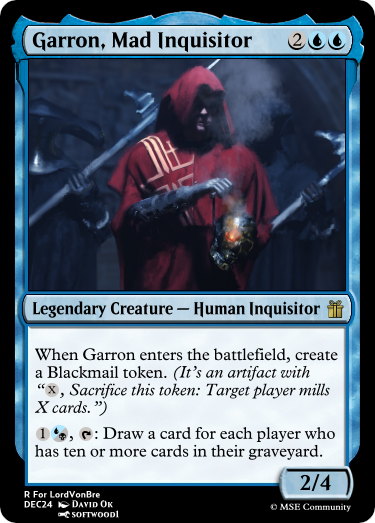 Garron, Mad Inquisitor 2
Legendary Creature — Human Inquisitor
When Garron enters the battlefield, create
a Blackmail token. (It's an artifact with
“X, Sacrifice this token: Target player mills
X cards.”)
1, : Draw a card for each player who
has ten or more cards in their graveyard.
2/4
R For LordVonBre
DEC24 David Ok
softwood1
© MSE Community